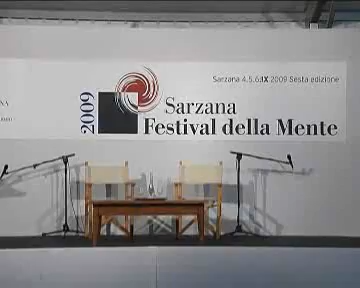 Sarzana 4.5.6.IX 2009 Sesta edizione
2009
Sarzana
Festival della Mente